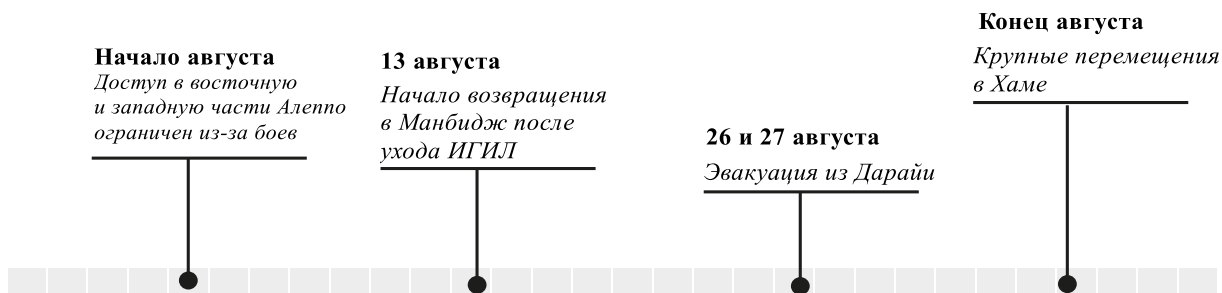 Начало августа
Доступ в восточную
и западную части Алеппо
ограничен из-за боев
13 августа
Начало возвращения
в Манбидж после
ухода ИГИЛ
26 и 27 августа
Эвакуация из Дарайи
Конец августа
Крупные перемещения
в Хаме